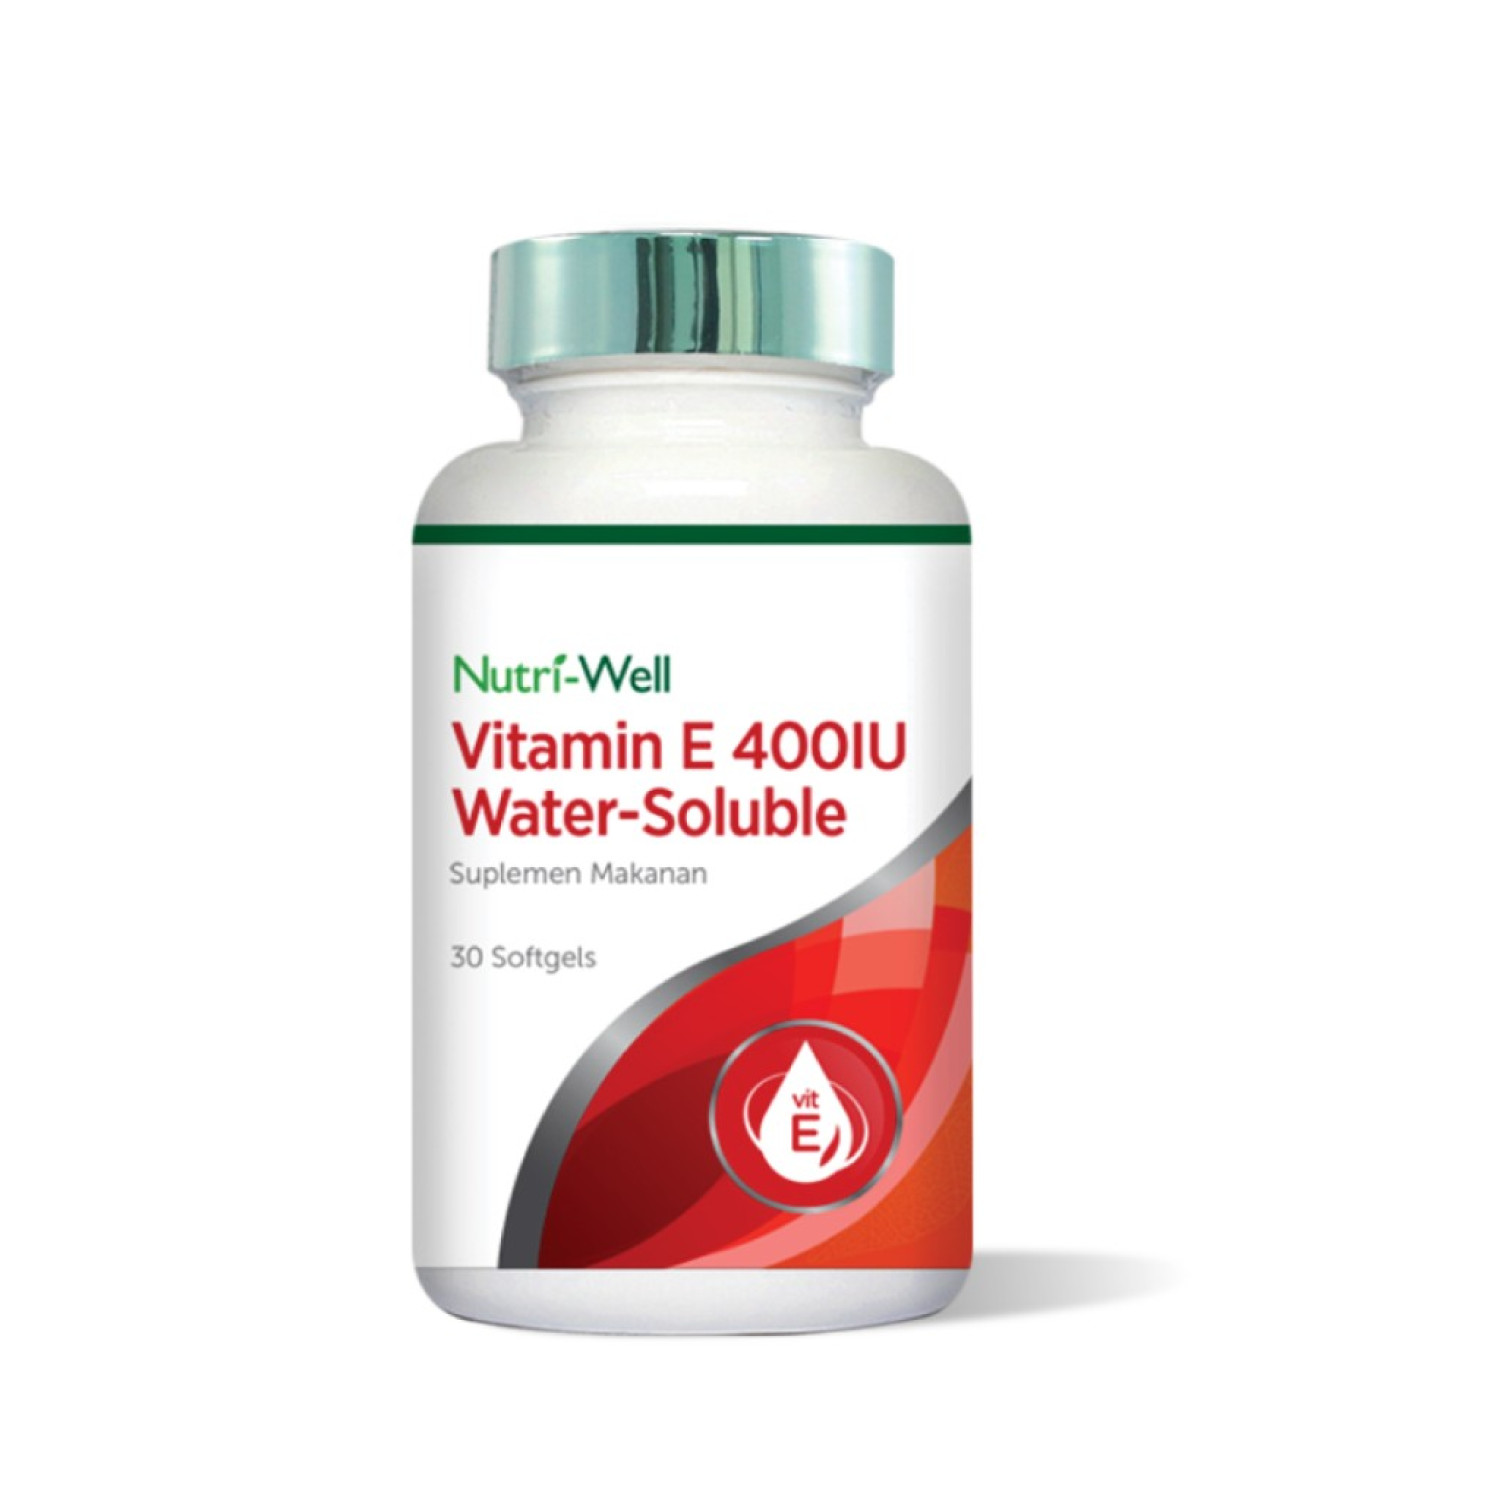 Nutri-Well
Vitamin E 400IU
Water-Soluble
Suplemen Makanan
30 Softgels
vit
E